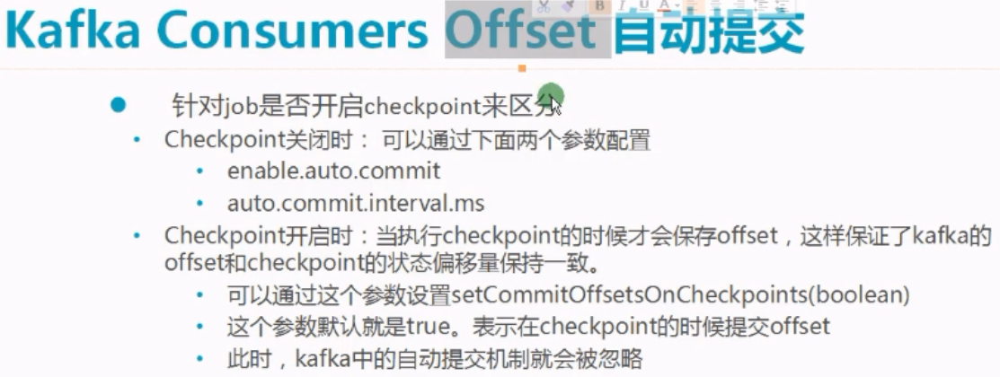 Kafka Consumers Offset 自动提交
针对job是否开启checkpoint来区分
Checkpoint关闭时： 可以通过下面两个参数配置
enable.auto.commit
auto.commit.interval.ms
Checkpoint开启时：当执行checkpoint的时候才会保存offset，这样保证了kafka的
offset和checkpoint的状态偏移量保持一致。
可以通过这个参数设置setCommitOffsetsOnCheckpoints(boolean)
这个参数默认就是true。表示在checkpoint的时候提交offset
此时，kafka中的自动提交机制就会被忽略